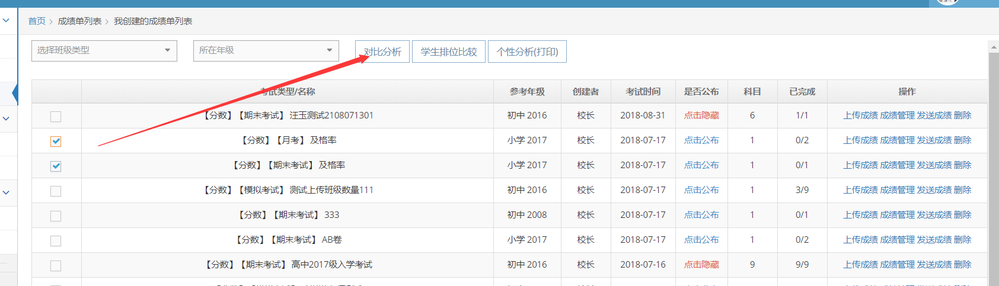 首页 > 成绩单列表 > 我创建的成绩单列表
选择班级类型 所在年级 对比分析 学生排位比较 个性分析(打印)
考试类型/名称 参考年级 创建者 考试时间 是否公布 科目 已完成 操作
【分数】【期末考试】汪玉测试2108071301 初中 2016 校长 2018-08-31 点击隐藏 6 1/1 上传成绩 成绩管理 发送成绩 删除
【分数】【月考】及格率 小学 2017 校长 2018-07-17 点击公布 1 0/2 上传成绩 成绩管理 发送成绩 删除
【分数】【期末考试】及格率 小学 2017 校长 2018-07-17 点击公布 1 0/1 上传成绩 成绩管理 发送成绩 删除
【分数】【模拟考试】测试上传班级数量111 初中 2016 校长 2018-07-17 点击公布 1 3/9 上传成绩 成绩管理 发送成绩 删除
【分数】【期末考试】333 初中 2008 校长 2018-07-17 点击公布 1 0/1 上传成绩 成绩管理 发送成绩 删除
【分数】【期末考试】AB卷 小学 2017 校长 2018-07-17 点击公布 1 0/2 上传成绩 成绩管理 发送成绩 删除
【分数】【期末考试】高中2017级入学考试 初中 2016 校长 2018-07-16 点击隐藏 9 9/9 上传成绩 成绩管理 发送成绩 删除